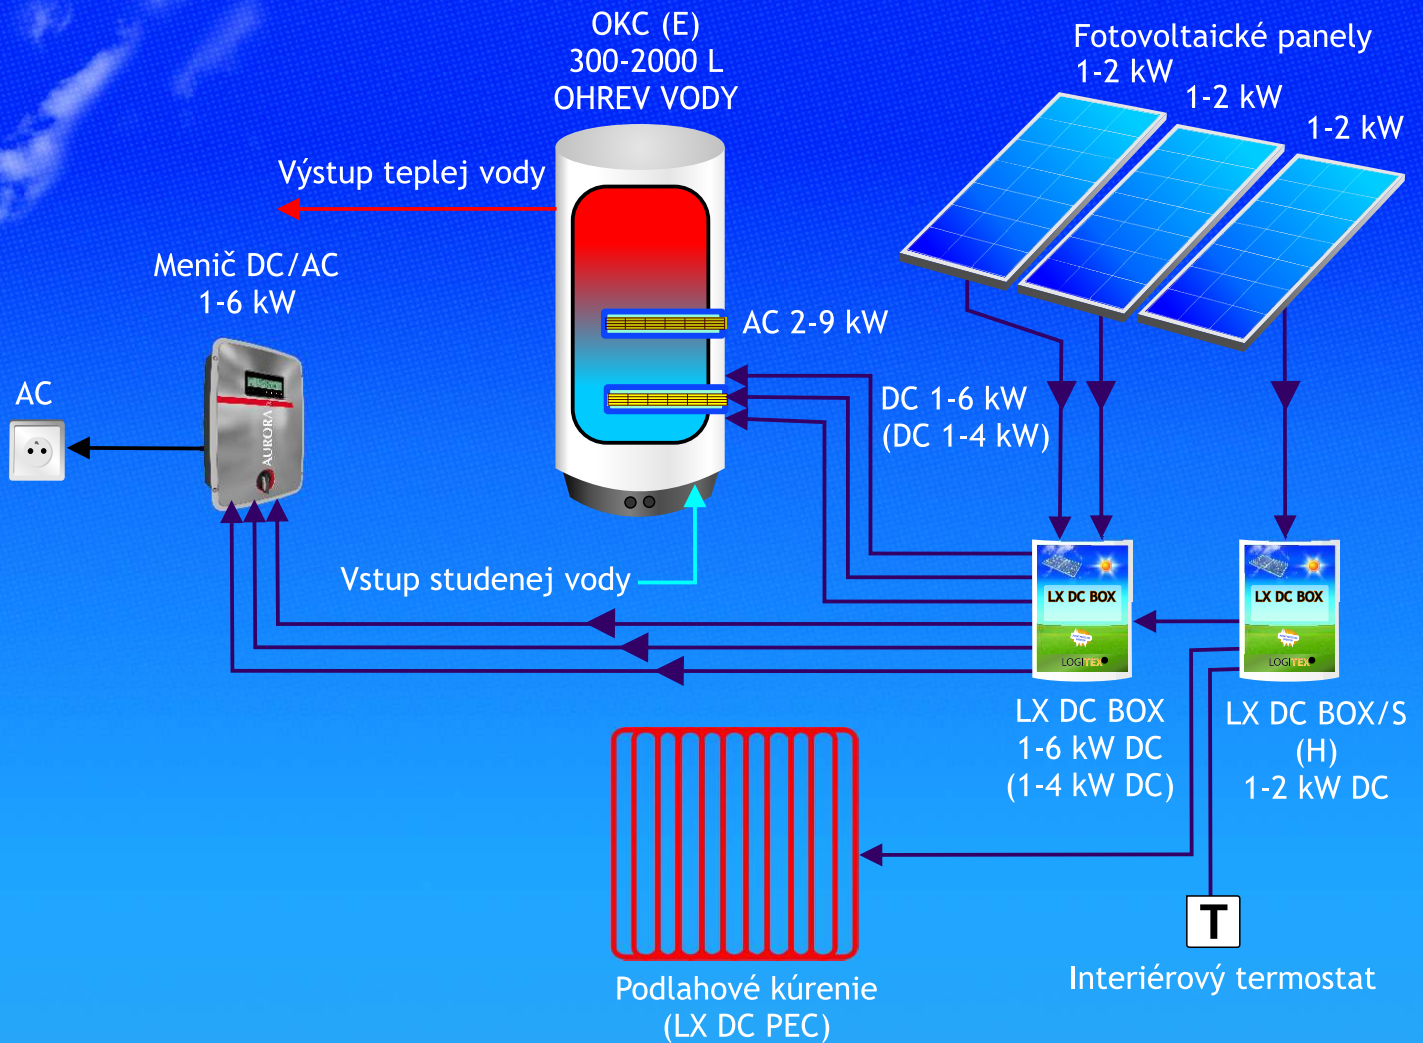 OKC (E)
300-2000 L
OHREV VODY
Fotovoltaické panely
1-2 kW
1-2 kW
1-2 kW
Výstup teplej vody
Menič DC/AC
1-6 kW
AC 2-9 kW
AC
DC 1-6 kW
(DC 1-4 kW)
AURORA
Vstup studenej vody
LX DC BOX
LOGITEX
LX DC BOX
LOGITEX
LX DC BOX
1-6 kW DC
(1-4 kW DC)
LX DC BOX/S
(H)
1-2 kW DC
T
Interiérový termostat
Podlahové kúrenie
(LX DC PEC)